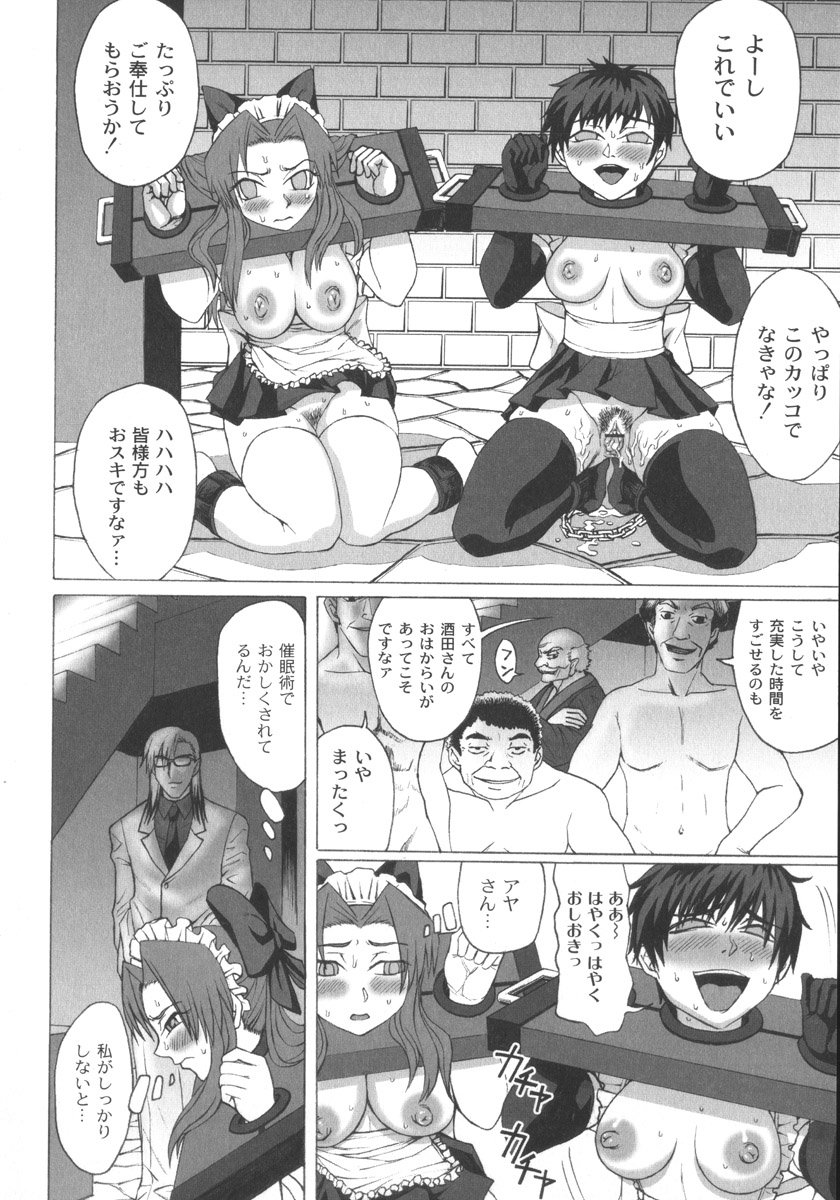 よーし
これでいい
たっぷり
ご奉仕して
もらおうか!
やっぱり
このカッコで
なきゃな!
ハハハハ
皆様方も
おスキですなァ…
いやいや
こうして
充実した時間を
すごせるのも
すべて
酒田さんの
おはからいが
あってこそ
ですなァ
フン
いや
まったくっ
ああ〜
はやくっはやく
おしおきっ
アヤ
さん…
ガチャ
ガチャ
催眠術で
おかしくされて
るんだ…
私がしっかり
しないと…